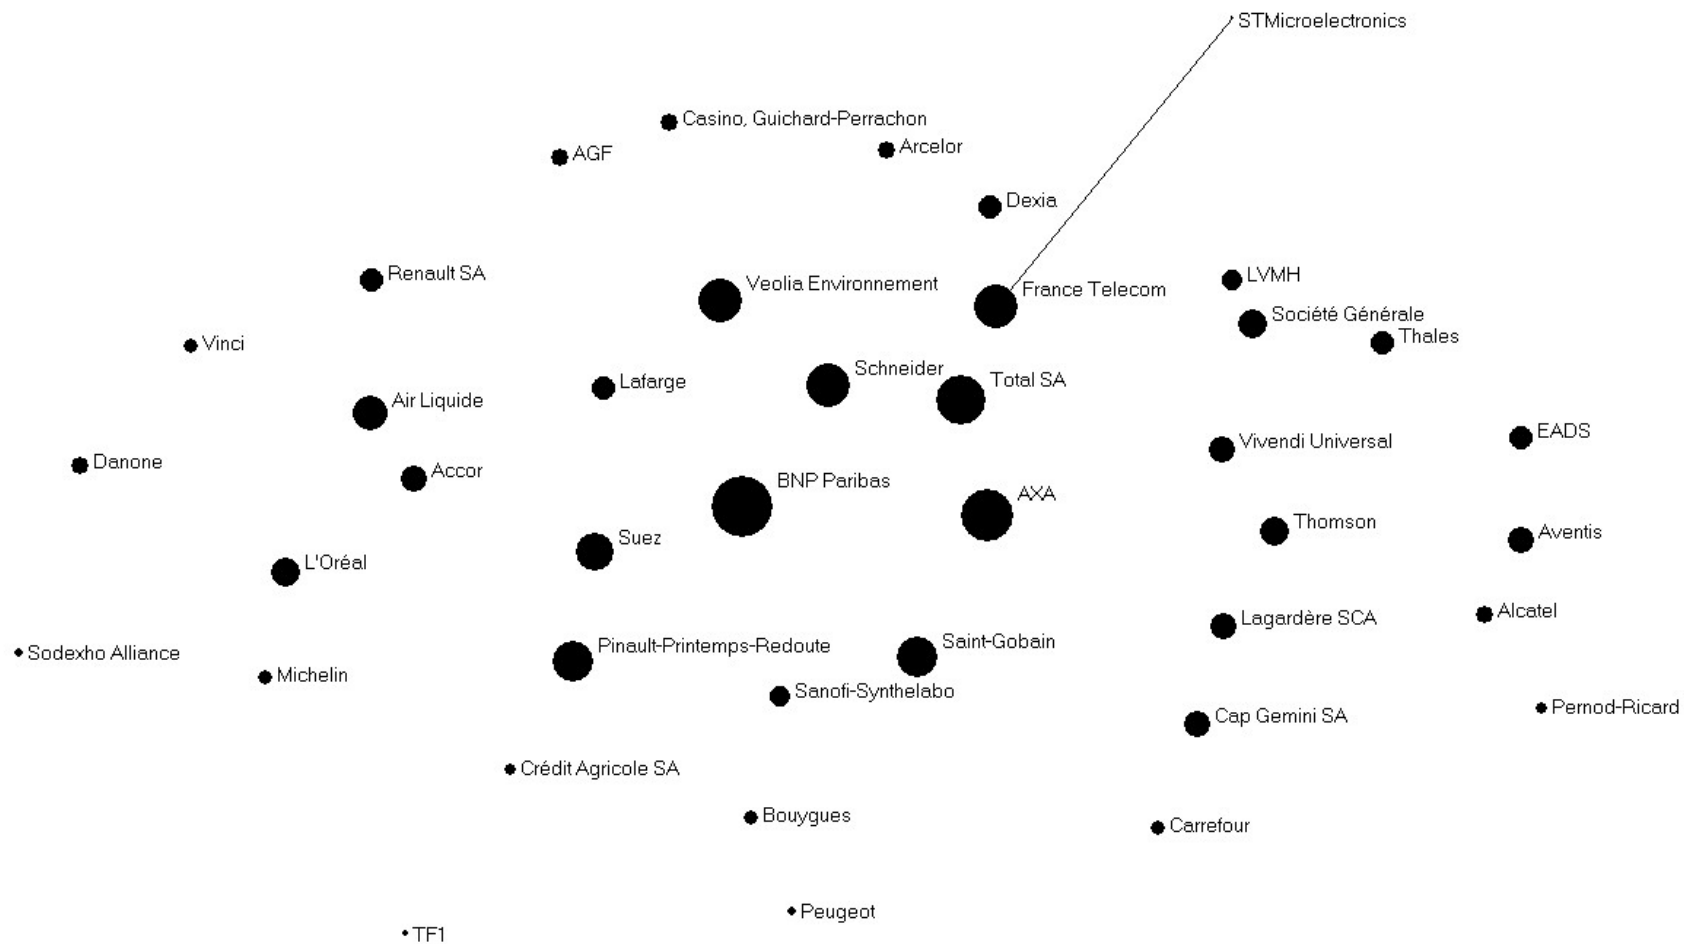 STMicroelectronics
Casino, Guichard-Perrachon
Arcelor
AGF
Dexia
Renault SA
LVMH
Veolia Environnement
France Telecom
Société Générale
Thales
Vinci
Schneider
Lafarge
Total SA
Air Liquide
EADS
Vivendi Universal
Danone
Accor
BNP Paribas
AXA
Thomson
Aventis
Suez
L'Oréal
Alcatel
Lagardère SCA
Saint-Gobain
Pinault-Printemps-Redoute
Sodexho Alliance
Michelin
Sanofi-Synthelabo
Pernod-Ricard
Cap Gemini SA
Crédit Agricole SA
Bouygues
Carrefour
Peugeot
TF1